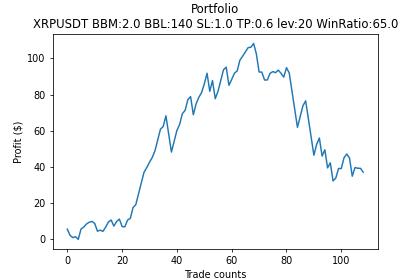 Portfolio
XRPUSDT BBM:2.0 BBL:140 SL:1.0 TP:0.6 lev:20 WinRatio:65.0
100
80
60
40
20
0
Profit ($)
0 20 40 60 80 100
Trade counts